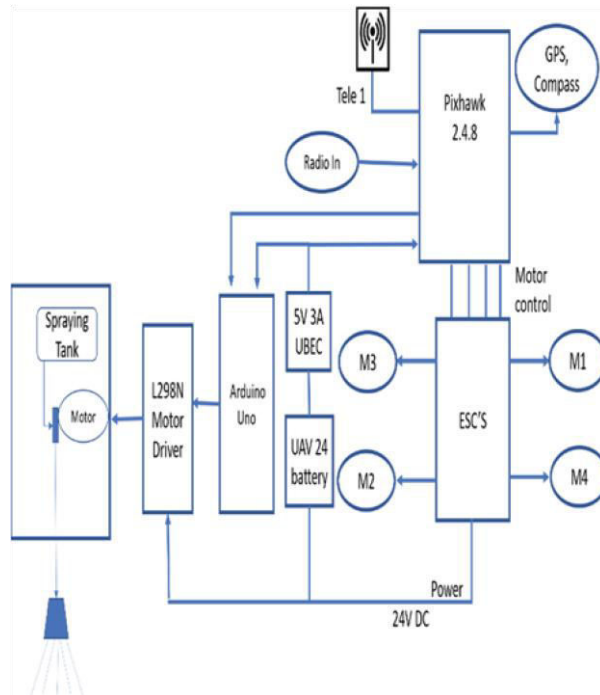 Tele 1
Pixhawk
2.4.8
GPS,
Compass
Radio In
Motor
control
Spraying
Tank
Motor
L298N
Motor
Driver
Arduino
Uno
5V 3A
UBEC
UAV 24
battery
M3
M1
ESC'S
M2
M4
Power
24V DC